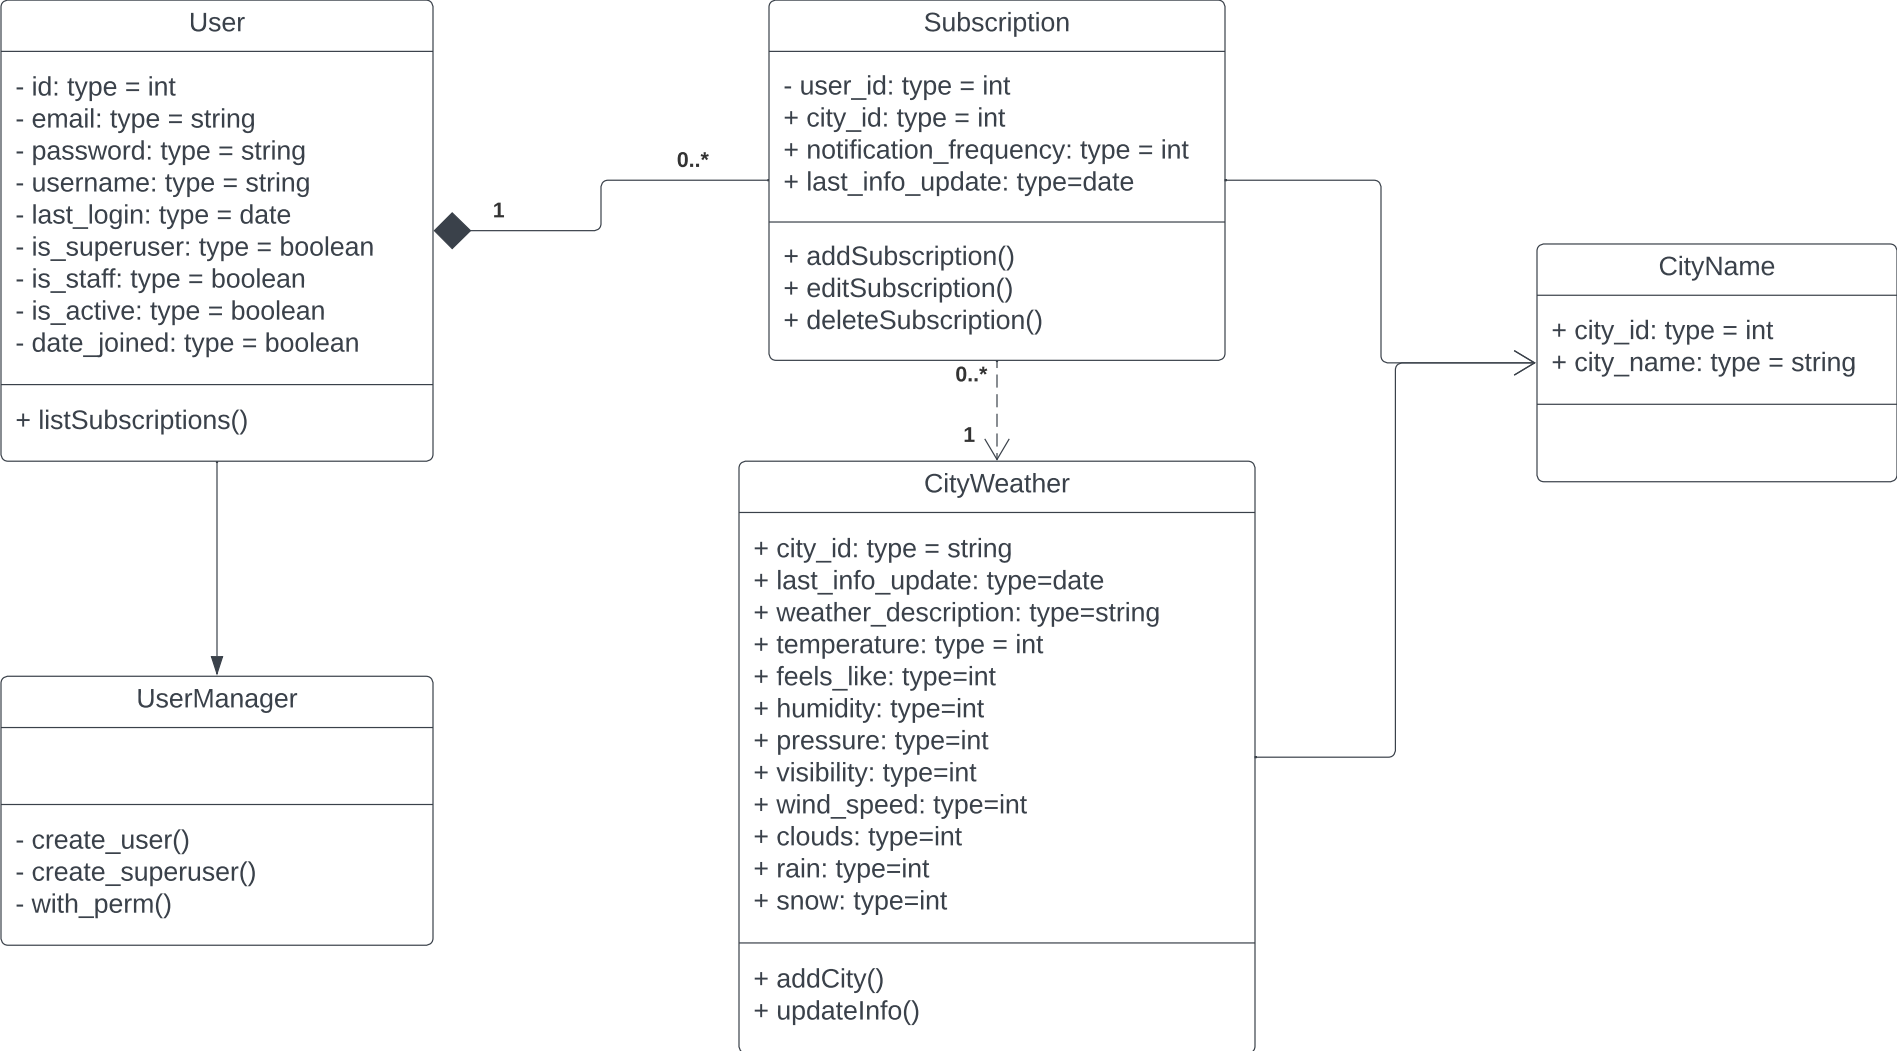 User
- id: type = int
- email: type = string
- password: type = string
- username: type = string
- last_login: type = date
- is_superuser: type = boolean
- is_staff: type = boolean
- is_active: type = boolean
- date_joined: type = boolean
+ listSubscriptions()
1
0..*
Subscription
- user_id: type = int
+ city_id: type = int
+ notification_frequency: type = int
+ last_info_update: type=date
+ addSubscription()
+ editSubscription()
+ deleteSubscription()
0..*
1
CityName
+ city_id: type = int
+ city_name: type = string
UserManager
- create_user()
- create_superuser()
- with_perm()
CityWeather
+ city_id: type = string
+ last_info_update: type=date
+ weather_description: type=string
+ temperature: type = int
+ feels_like: type=int
+ humidity: type=int
+ pressure: type=int
+ visibility: type=int
+ wind_speed: type=int
+ clouds: type=int
+ rain: type=int
+ snow: type=int
+ addCity()
+ updateInfo()